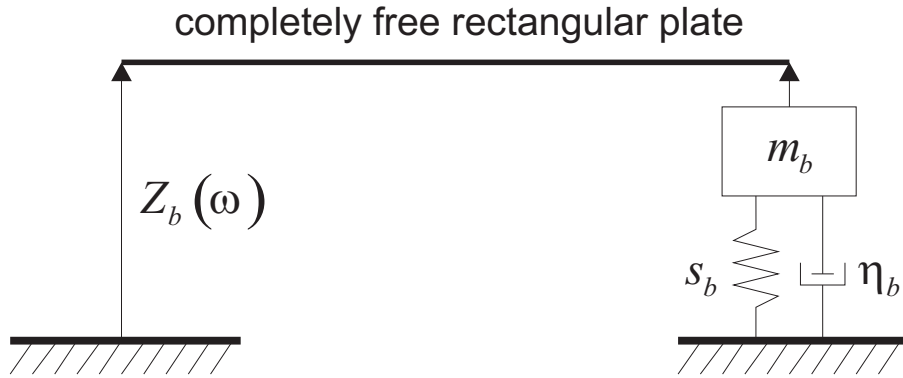 completely free rectangular plate
m_b
Z_b (ω)
s_b
η_b